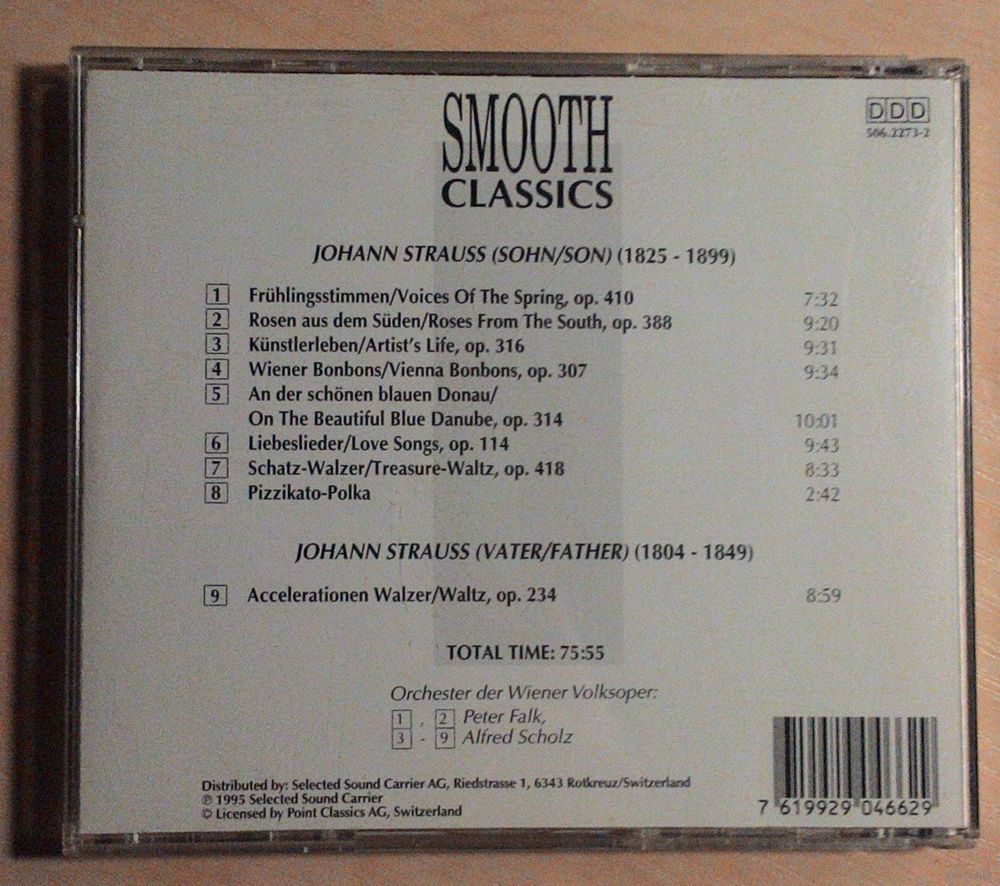 SMOOTH
CLASSICS
DDD
506.2273-2
JOHANN STRAUSS (SOHN/SON) (1825 - 1899)
1 Frühlingsstimmen/Voices Of The Spring, op. 410 7:32
2 Rosen aus dem Süden/Roses From The South, op. 388 9:20
3 Künstlerleben/Artist's Life, op. 316 9:31
4 Wiener Bonbons/Vienna Bonbons, op. 307 9:34
5 An der schönen blauen Donau/
On The Beautiful Blue Danube, op. 314 10:01
6 Liebeslieder/Love Songs, op. 114 9:43
7 Schatz-Walzer/Treasure-Waltz, op. 418 8:33
8 Pizzikato-Polka 2:42
JOHANN STRAUSS (VATER/FATHER) (1804 - 1849)
9 Accelerationen Walzer/Waltz, op. 234 8:59
TOTAL TIME: 75:55
Orchester der Wiener Volksoper:
1 , 2 Peter Falk,
3 - 9 Alfred Scholz
Distributed by: Selected Sound Carrier AG, Riedstrasse 1, 6343 Rotkreuz/Switzerland
℗ 1995 Selected Sound Carrier
© Licensed by Point Classics AG, Switzerland
7 619929 046629